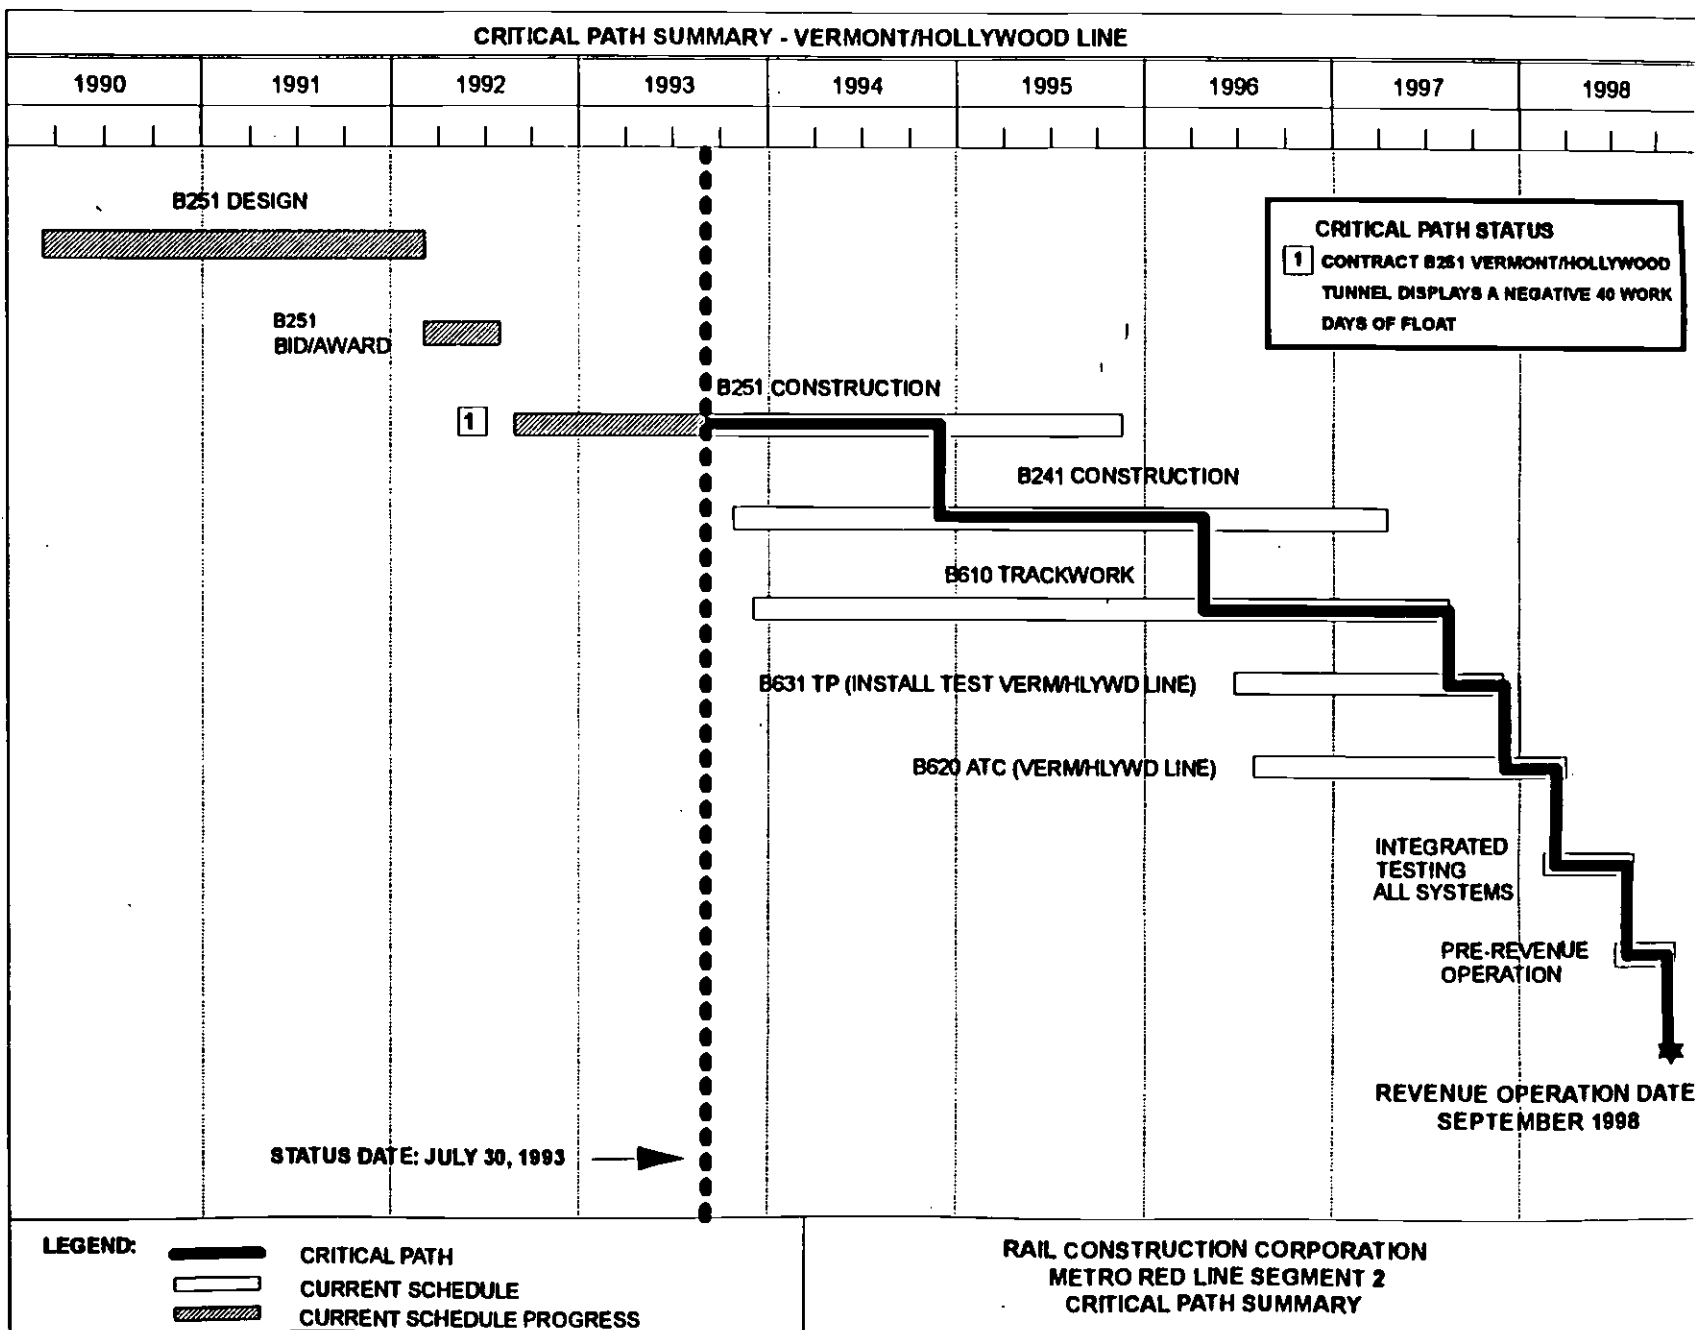 CRITICAL PATH SUMMARY - VERMONT/HOLLYWOOD LINE
1990 1991 1992 1993 1994 1995 1996 1997 1998
B251 DESIGN
CRITICAL PATH STATUS
1 CONTRACT B251 VERMONT/HOLLYWOOD
TUNNEL DISPLAYS A NEGATIVE 40 WORK
DAYS OF FLOAT
B251
BID/AWARD
B251 CONSTRUCTION
1
B241 CONSTRUCTION
B610 TRACKWORK
B631 TP (INSTALL TEST VERM/HLYWD LINE)
B620 ATC (VERM/HLYWD LINE)
INTEGRATED
TESTING
ALL SYSTEMS
PRE-REVENUE
OPERATION
REVENUE OPERATION DATE
SEPTEMBER 1998
STATUS DATE: JULY 30, 1993
LEGEND:
CRITICAL PATH
CURRENT SCHEDULE
CURRENT SCHEDULE PROGRESS
RAIL CONSTRUCTION CORPORATION
METRO RED LINE SEGMENT 2
CRITICAL PATH SUMMARY